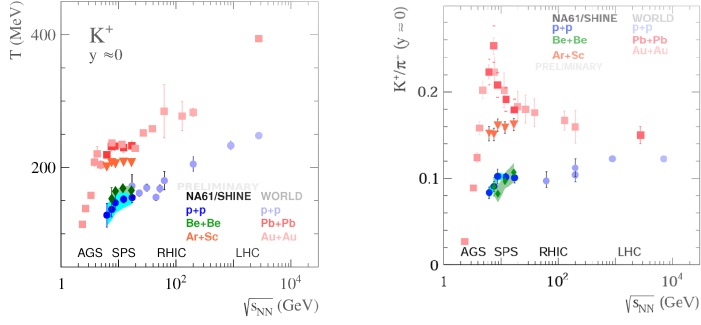 T (MeV)
400
200
K⁺
y ≈0
PRELIMINARY
NA61/SHINE WORLD
p+p p+p
Be+Be Pb+Pb
Ar+Sc Au+Au
AGS SPS RHIC LHC
1 10² 10⁴
√sNN (GeV)
K⁺/π⁺ (y ≈ 0)
0.2
0.1
0
NA61/SHINE WORLD
p+p p+p
Be+Be Pb+Pb
Ar+Sc Au+Au
PRELIMINARY
AGS SPS RHIC LHC
1 10² 10⁴
√sNN (GeV)